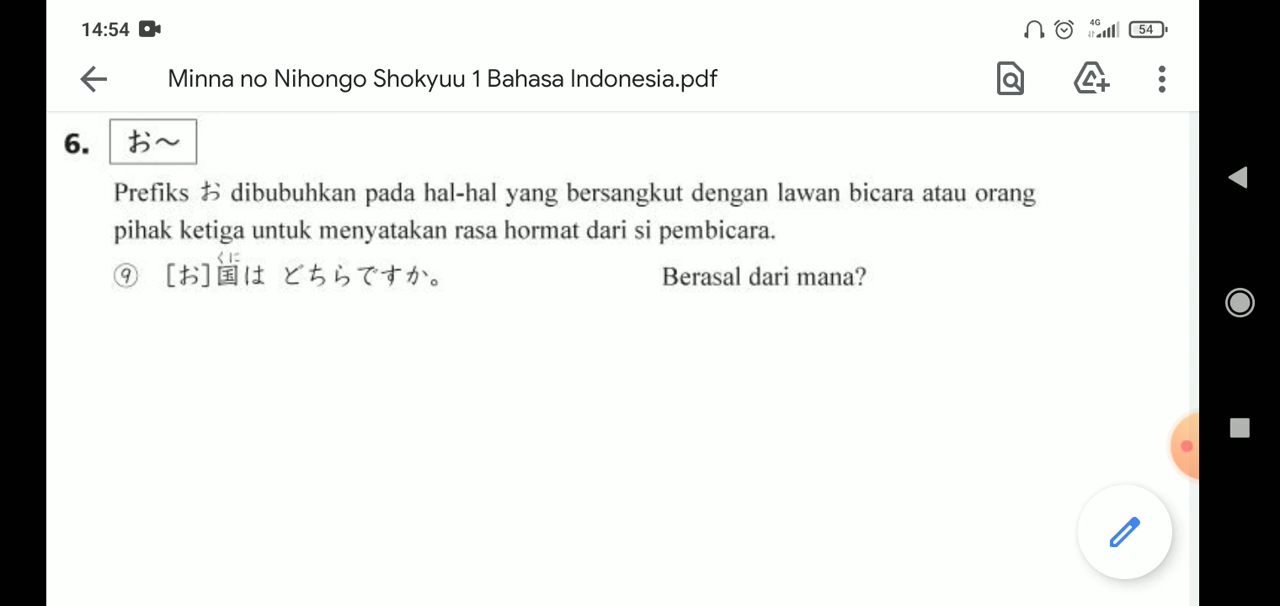 14:54
4G
54
Minna no Nihongo Shokyuu 1 Bahasa Indonesia.pdf
6. お～
Prefiks お dibubuhkan pada hal-hal yang bersangkut dengan lawan bicara atau orang
pihak ketiga untuk menyatakan rasa hormat dari si pembicara.
くに
⑨ [お]国は どちらですか。 Berasal dari mana?